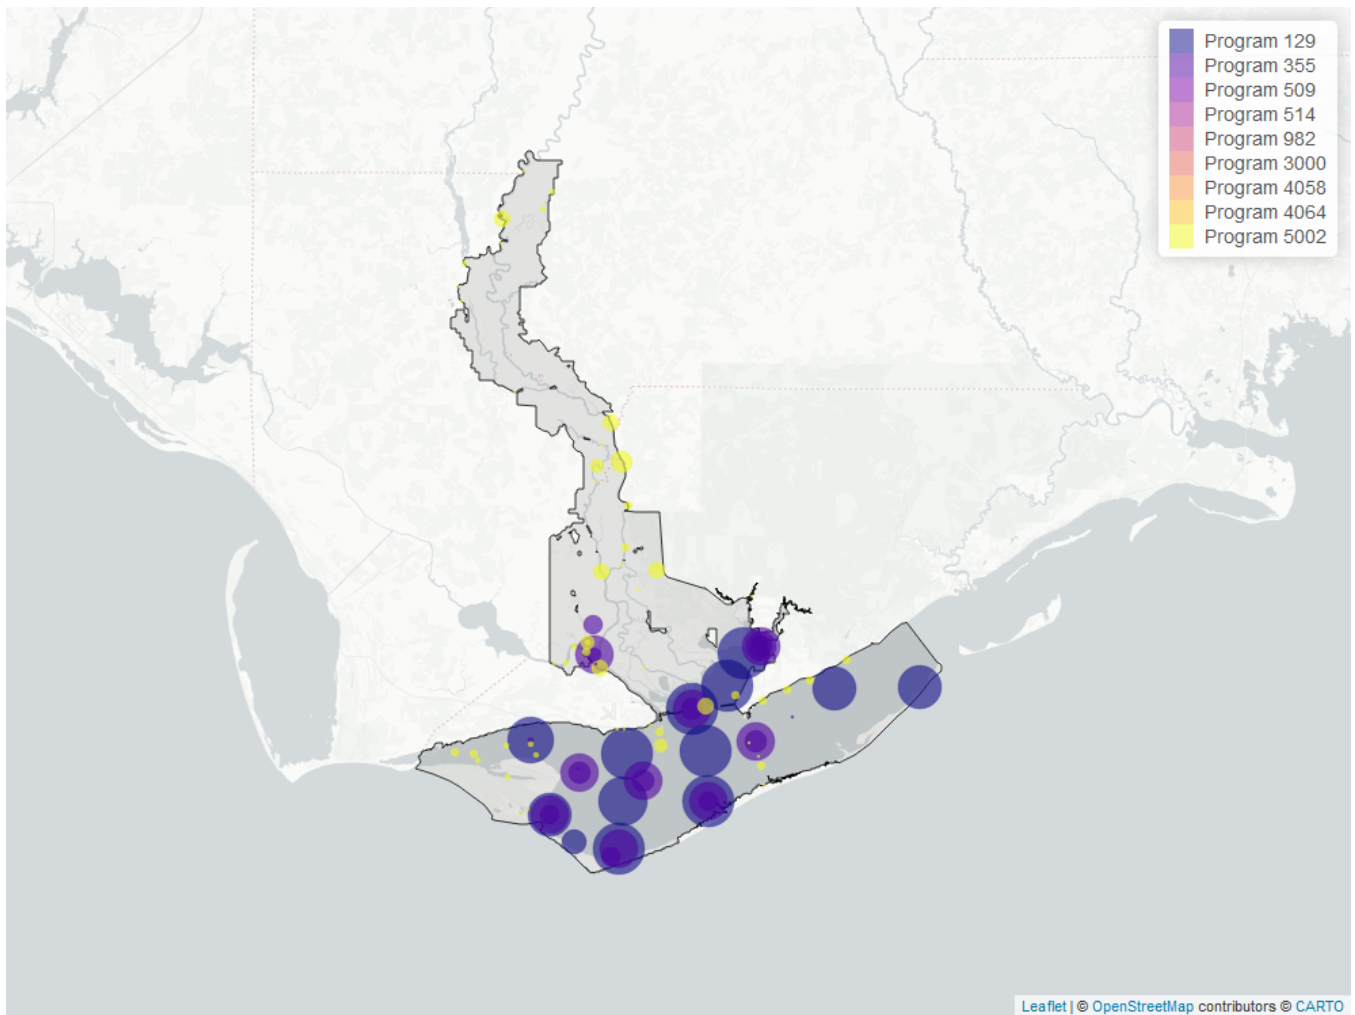 Program 129
Program 355
Program 509
Program 514
Program 982
Program 3000
Program 4058
Program 4064
Program 5002
Leaflet | © OpenStreetMap contributors © CARTO